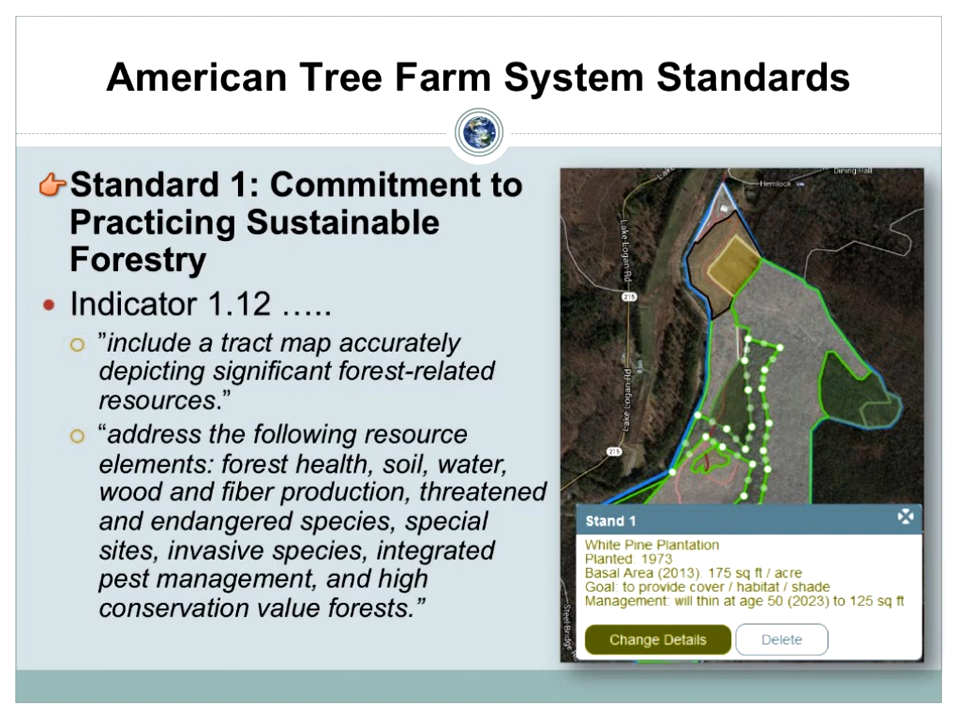 American Tree Farm System Standards
Standard 1: Commitment to
Practicing Sustainable
Forestry
Indicator 1.12 …..
"include a tract map accurately
depicting significant forest-related
resources."
"address the following resource
elements: forest health, soil, water,
wood and fiber production, threatened
and endangered species, special
sites, invasive species, integrated
pest management, and high
conservation value forests."
Dining Hall
Hemlock
Lake Logan Rd
215
Lake Logan Rd
215
Steel Bridge
Stand 1
White Pine Plantation
Planted: 1973
Basal Area (2013): 175 sq ft / acre
Goal: to provide cover / habitat / shade
Management: will thin at age 50 (2023) to 125 sq ft
Change Details
Delete